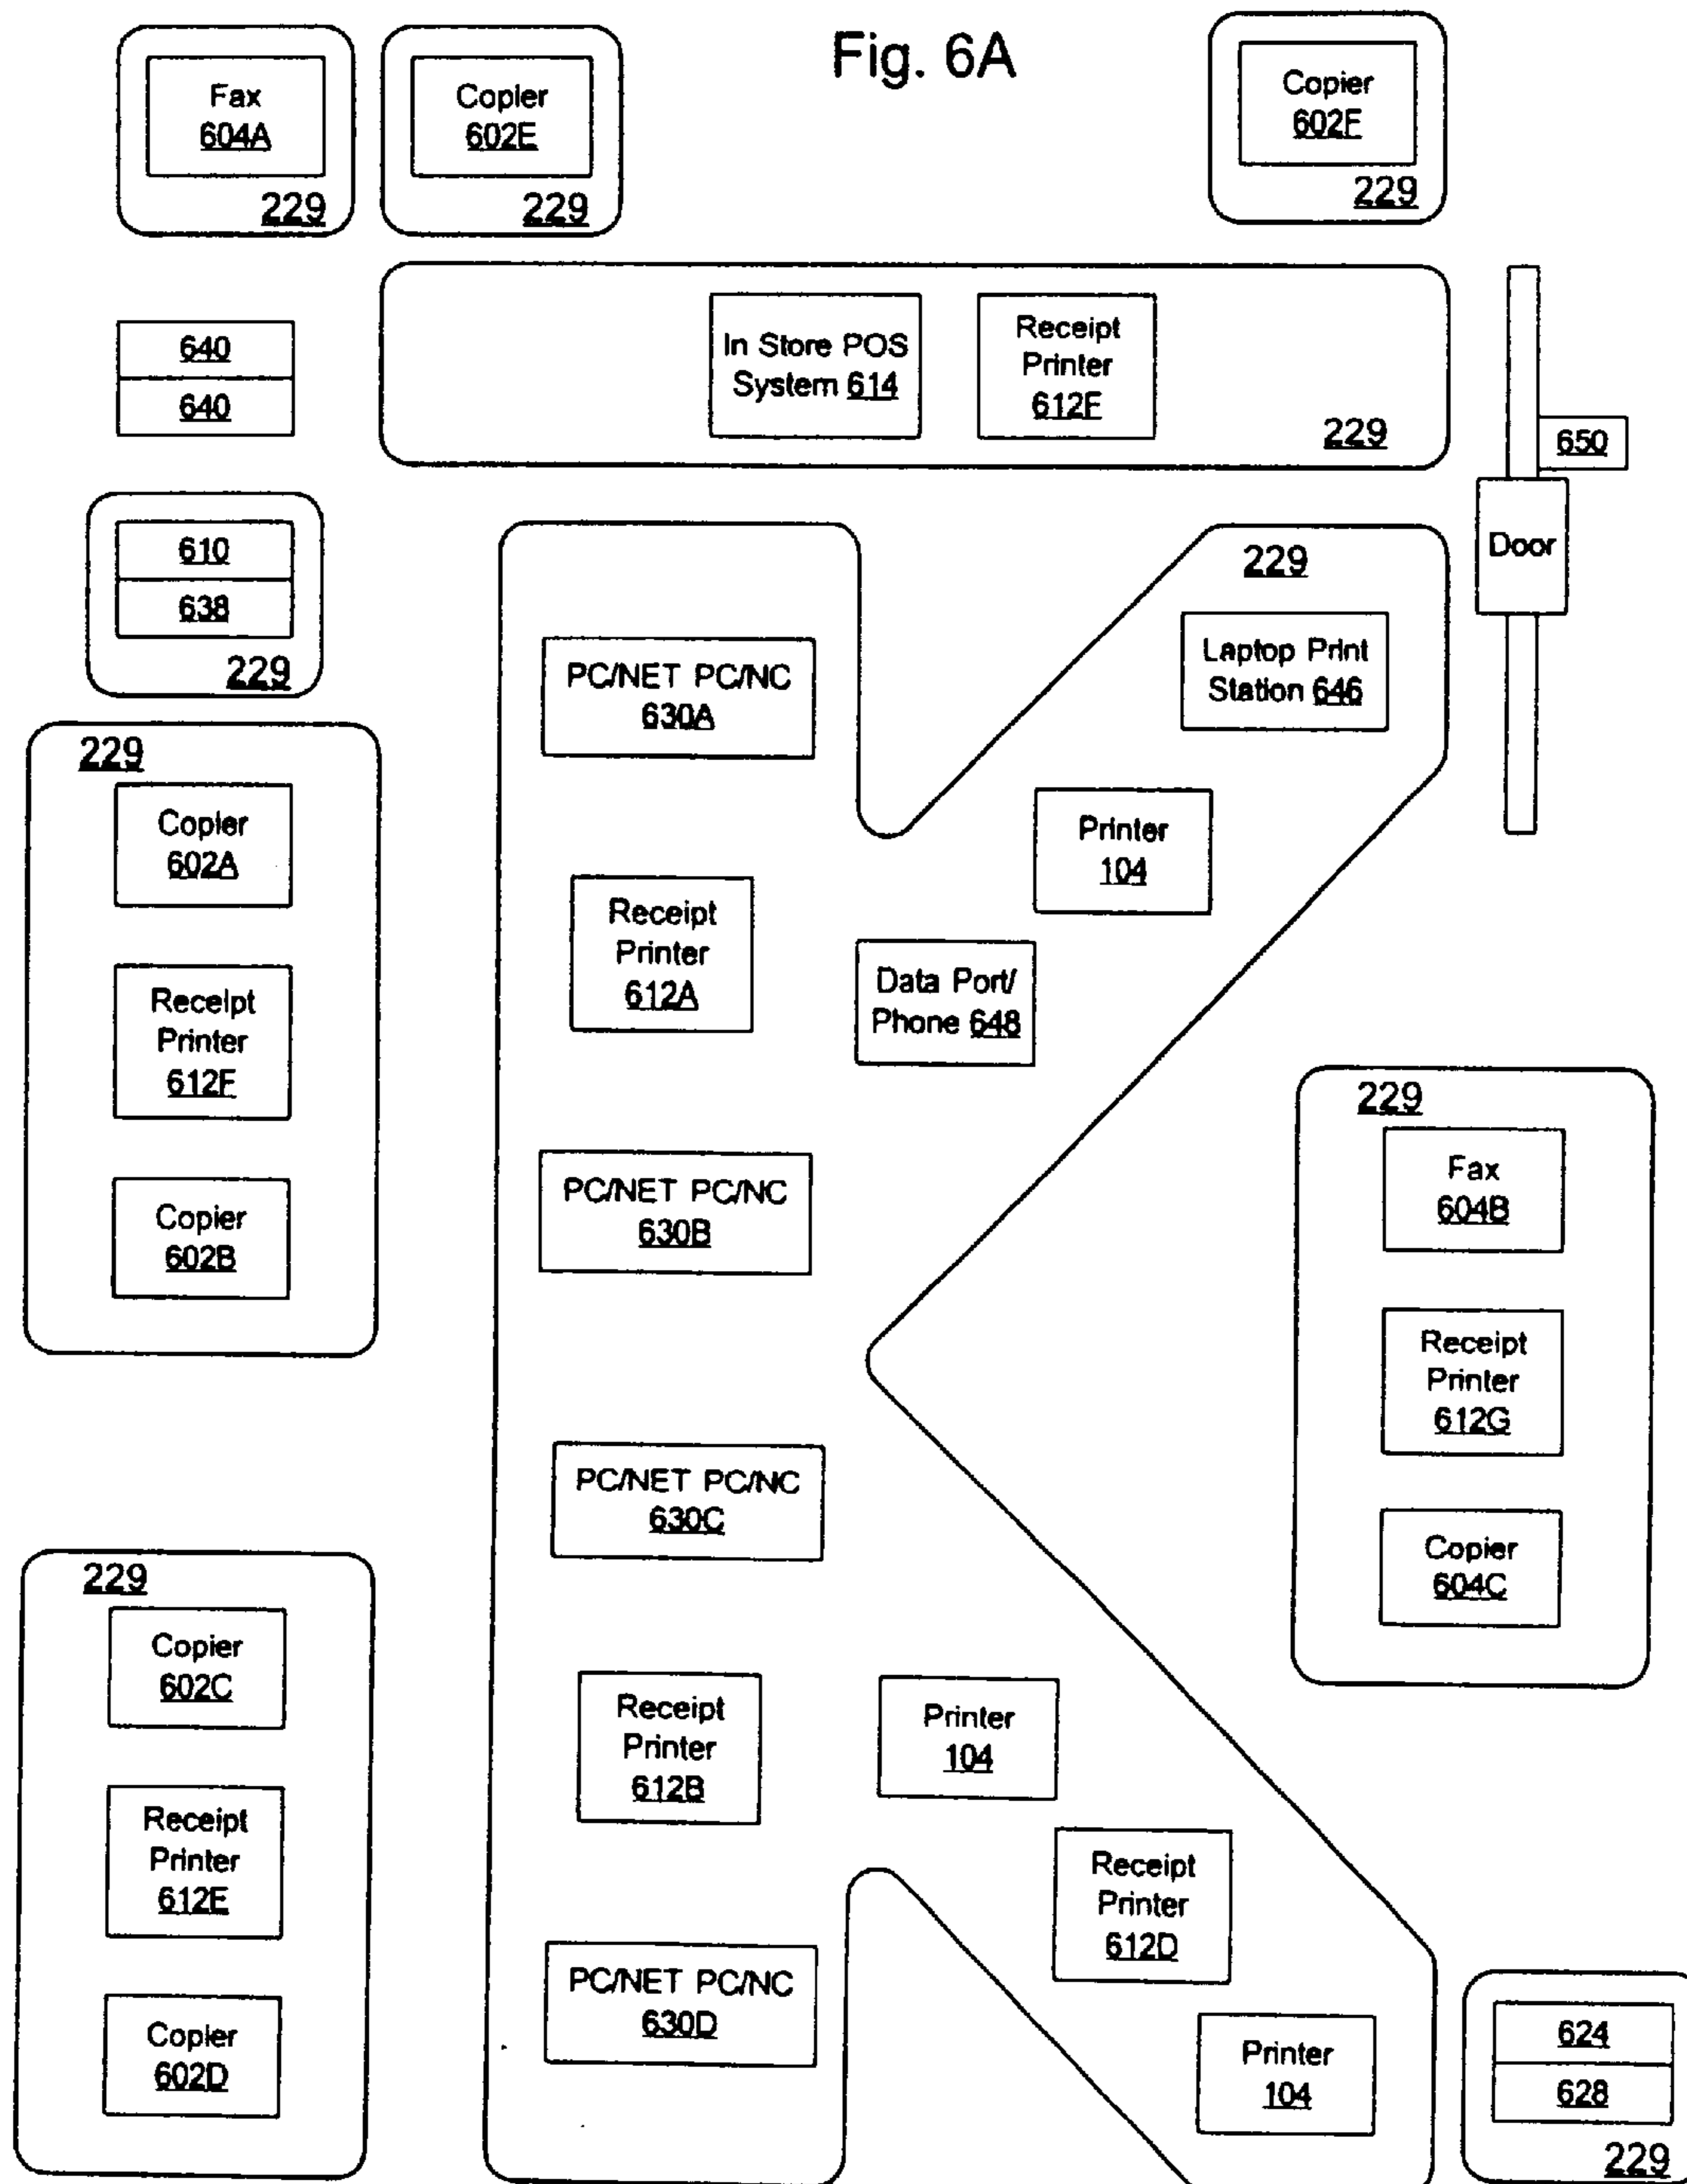 Fig. 6A
Fax
604A
229
Copier
602E
229
Copier
602F
229
640
640
In Store POS
System 614
Receipt
Printer
612F
229
650
Door
610
638
229
229
Copier
602A
Receipt
Printer
612F
Copier
602B
229
Copier
602C
Receipt
Printer
612E
Copier
602D
229
PC/NET PC/NC
630A
Laptop Print
Station 646
Printer
104
Receipt
Printer
612A
Data Port/
Phone 648
PC/NET PC/NC
630B
PC/NET PC/NC
630C
Receipt
Printer
612B
Printer
104
Receipt
Printer
612D
PC/NET PC/NC
630D
Printer
104
229
Fax
604B
Receipt
Printer
612G
Copier
604C
624
628
229